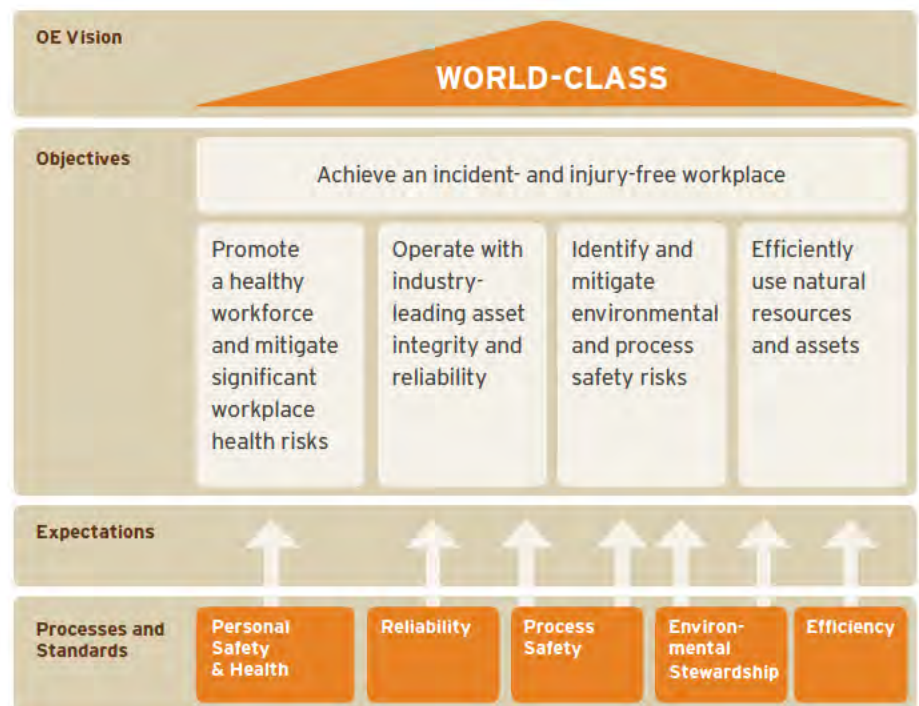 OE Vision
WORLD-CLASS
Objectives
Achieve an incident- and injury-free workplace
Promote
a healthy
workforce
and mitigate
significant
workplace
health risks
Operate with
industry-
leading asset
integrity and
reliability
Identify and
mitigate
environmental
and process
safety risks
Efficiently
use natural
resources
and assets
Expectations
Processes and
Standards
Personal
Safety
& Health
Reliability
Process
Safety
Environ-
mental
Stewardship
Efficiency